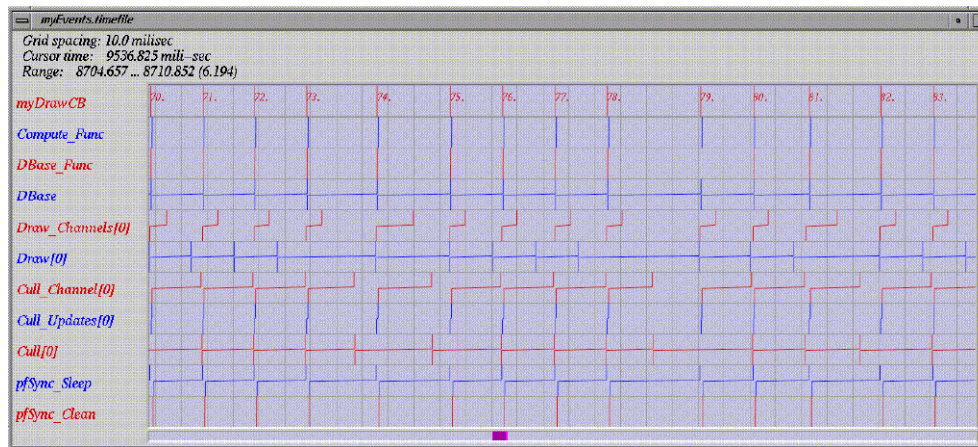 myEvents.timefile
Grid spacing: 10.0 milisec
Cursor time: 9536.825 mili-sec
Range: 8704.657 ... 8710.852 (6.194)
myDrawCB 70. 71. 72. 73. 74. 75. 76. 77. 78. 79. 80. 81. 82. 83.
Compute_Func
DBase_Func
DBase
Draw_Channels[0]
Draw[0]
Cull_Channel[0]
Cull_Updates[0]
Cull[0]
pfSync_Sleep
pfSync_Clean